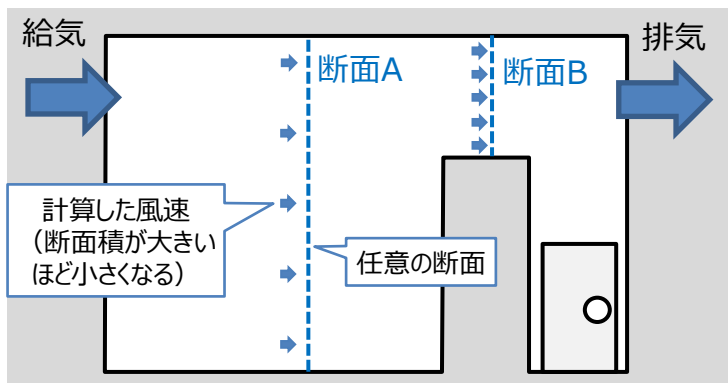 給気
排気
断面A
断面B
計算した風速
（断面積が大きい
ほど小さくなる）
任意の断面